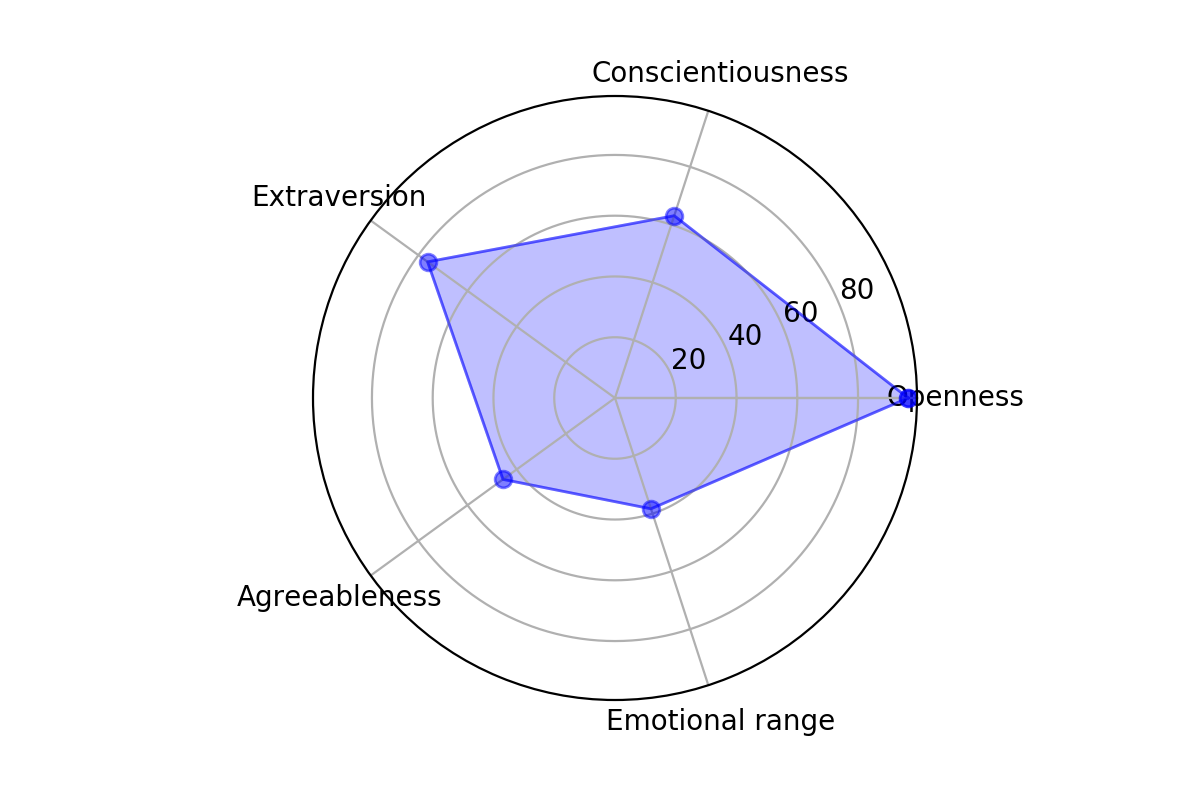 Conscientiousness
Extraversion
80
60
40
20
Openness
Agreeableness
Emotional range